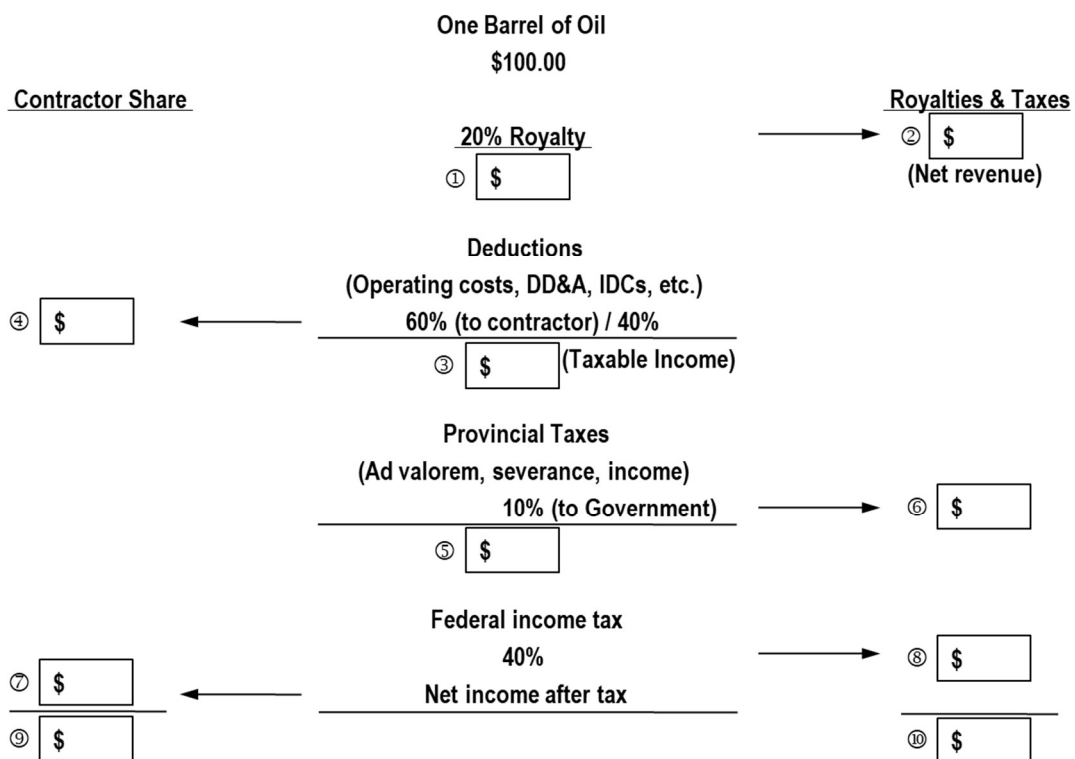 One Barrel of Oil
$100.00
Contractor Share
Royalties & Taxes
20% Royalty
② $
① $
(Net revenue)
Deductions
(Operating costs, DD&A, IDCs, etc.)
④ $
60% (to contractor) / 40%
③ $ (Taxable Income)
Provincial Taxes
(Ad valorem, severance, income)
10% (to Government)
⑥ $
⑤ $
Federal income tax
40%
⑧ $
⑦ $
Net income after tax
⑨ $
⑩ $